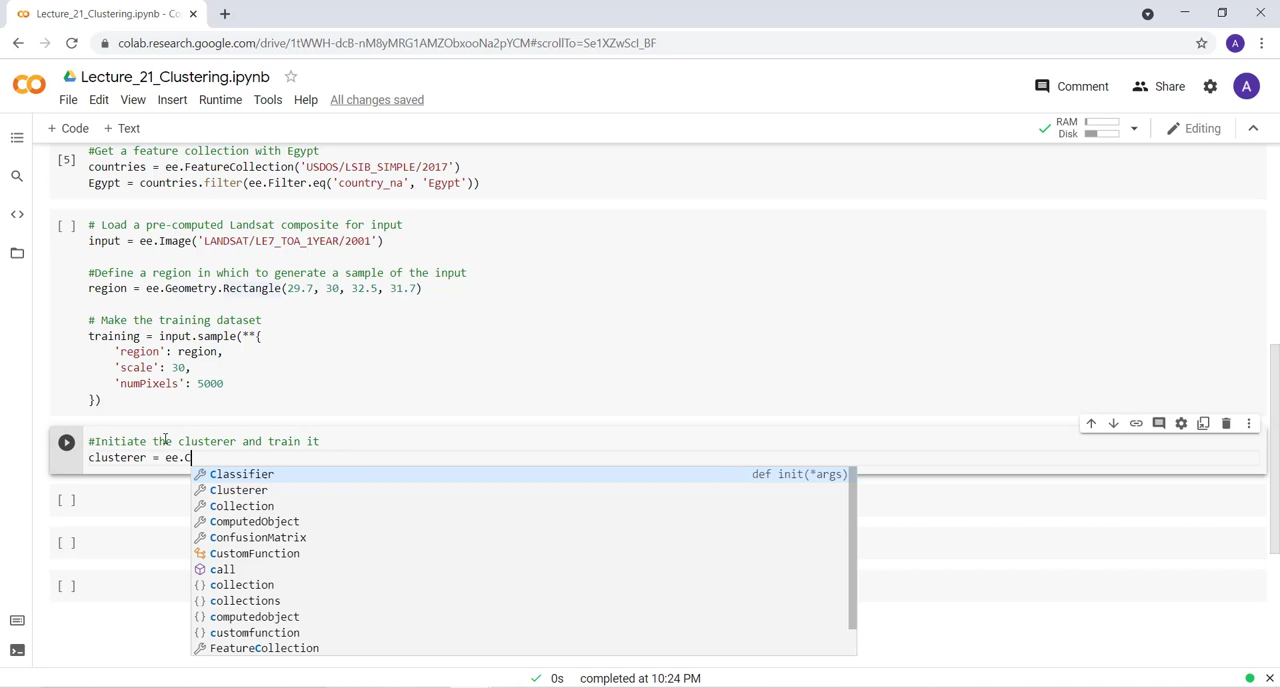 Lecture_21_Clustering.ipynb - Co
colab.research.google.com/drive/1tWWH-dcB-nM8yMRG1AMZObxooNa2pYCM#scrollTo=Se1XZwScI_BF
A
CO
Lecture_21_Clustering.ipynb
File Edit View Insert Runtime Tools Help All changes saved
Comment Share A
+ Code + Text
RAM
Disk
Editing
#Get a feature collection with Egypt
[5] countries = ee.FeatureCollection('USDOS/LSIB_SIMPLE/2017')
Egypt = countries.filter(ee.Filter.eq('country_na', 'Egypt'))
[ ] # Load a pre-computed Landsat composite for input
input = ee.Image('LANDSAT/LE7_TOA_1YEAR/2001')
#Define a region in which to generate a sample of the input
region = ee.Geometry.Rectangle(29.7, 30, 32.5, 31.7)
# Make the training dataset
training = input.sample(**{
'region': region,
'scale': 30,
'numPixels': 5000
})
#Initiate the clusterer and train it
clusterer = ee.C
Classifier def init(*args)
Clusterer
Collection
ComputedObject
ConfusionMatrix
CustomFunction
call
{} collection
{} collections
{} computedobject
{} customfunction
FeatureCollection
[ ]
[ ]
[ ]
0s completed at 10:24 PM